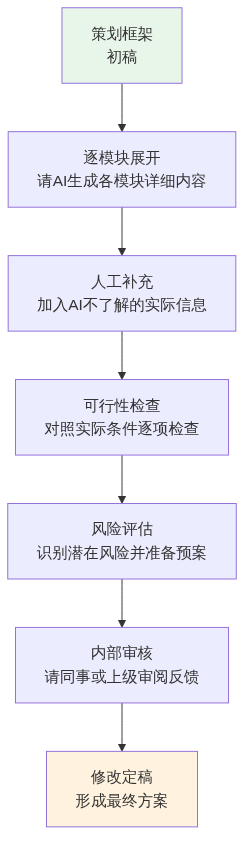 策划框架
初稿
逐模块展开
请AI生成各模块详细内容
人工补充
加入AI不了解的实际信息
可行性检查
对照实际条件逐项检查
风险评估
识别潜在风险并准备预案
内部审核
请同事或上级审阅反馈
修改定稿
形成最终方案